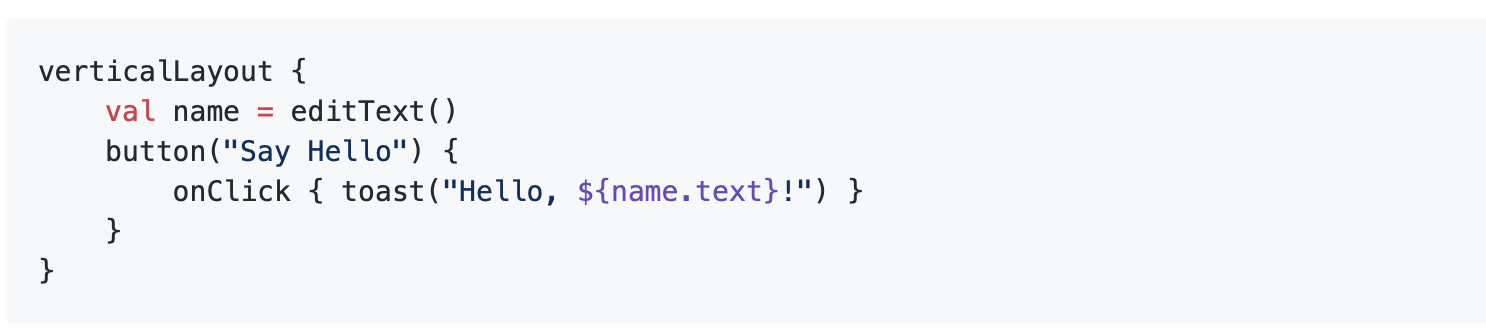 verticalLayout {
    val name = editText()
    button("Say Hello") {
        onClick { toast("Hello, ${name.text}!") }
    }
}